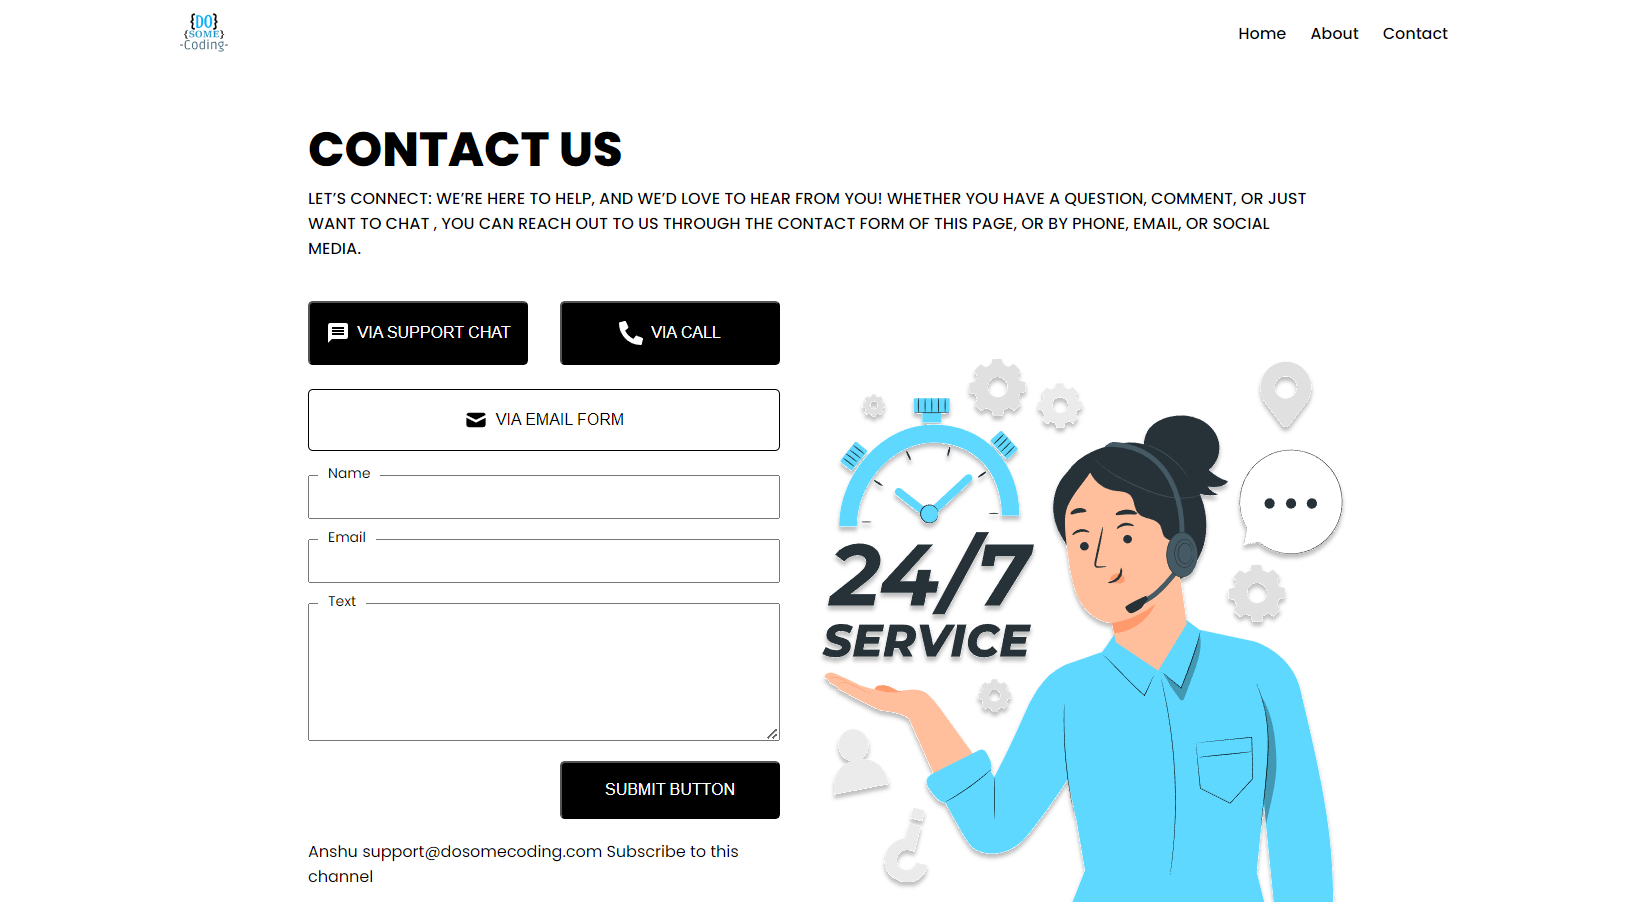 {DO}
{SOME}
-Coding-
Home About Contact
CONTACT US
LET’S CONNECT: WE’RE HERE TO HELP, AND WE’D LOVE TO HEAR FROM YOU! WHETHER YOU HAVE A QUESTION, COMMENT, OR JUST
WANT TO CHAT , YOU CAN REACH OUT TO US THROUGH THE CONTACT FORM OF THIS PAGE, OR BY PHONE, EMAIL, OR SOCIAL
MEDIA.
VIA SUPPORT CHAT
VIA CALL
VIA EMAIL FORM
Name
Email
Text
SUBMIT BUTTON
Anshu support@dosomecoding.com Subscribe to this
channel
24/7
SERVICE